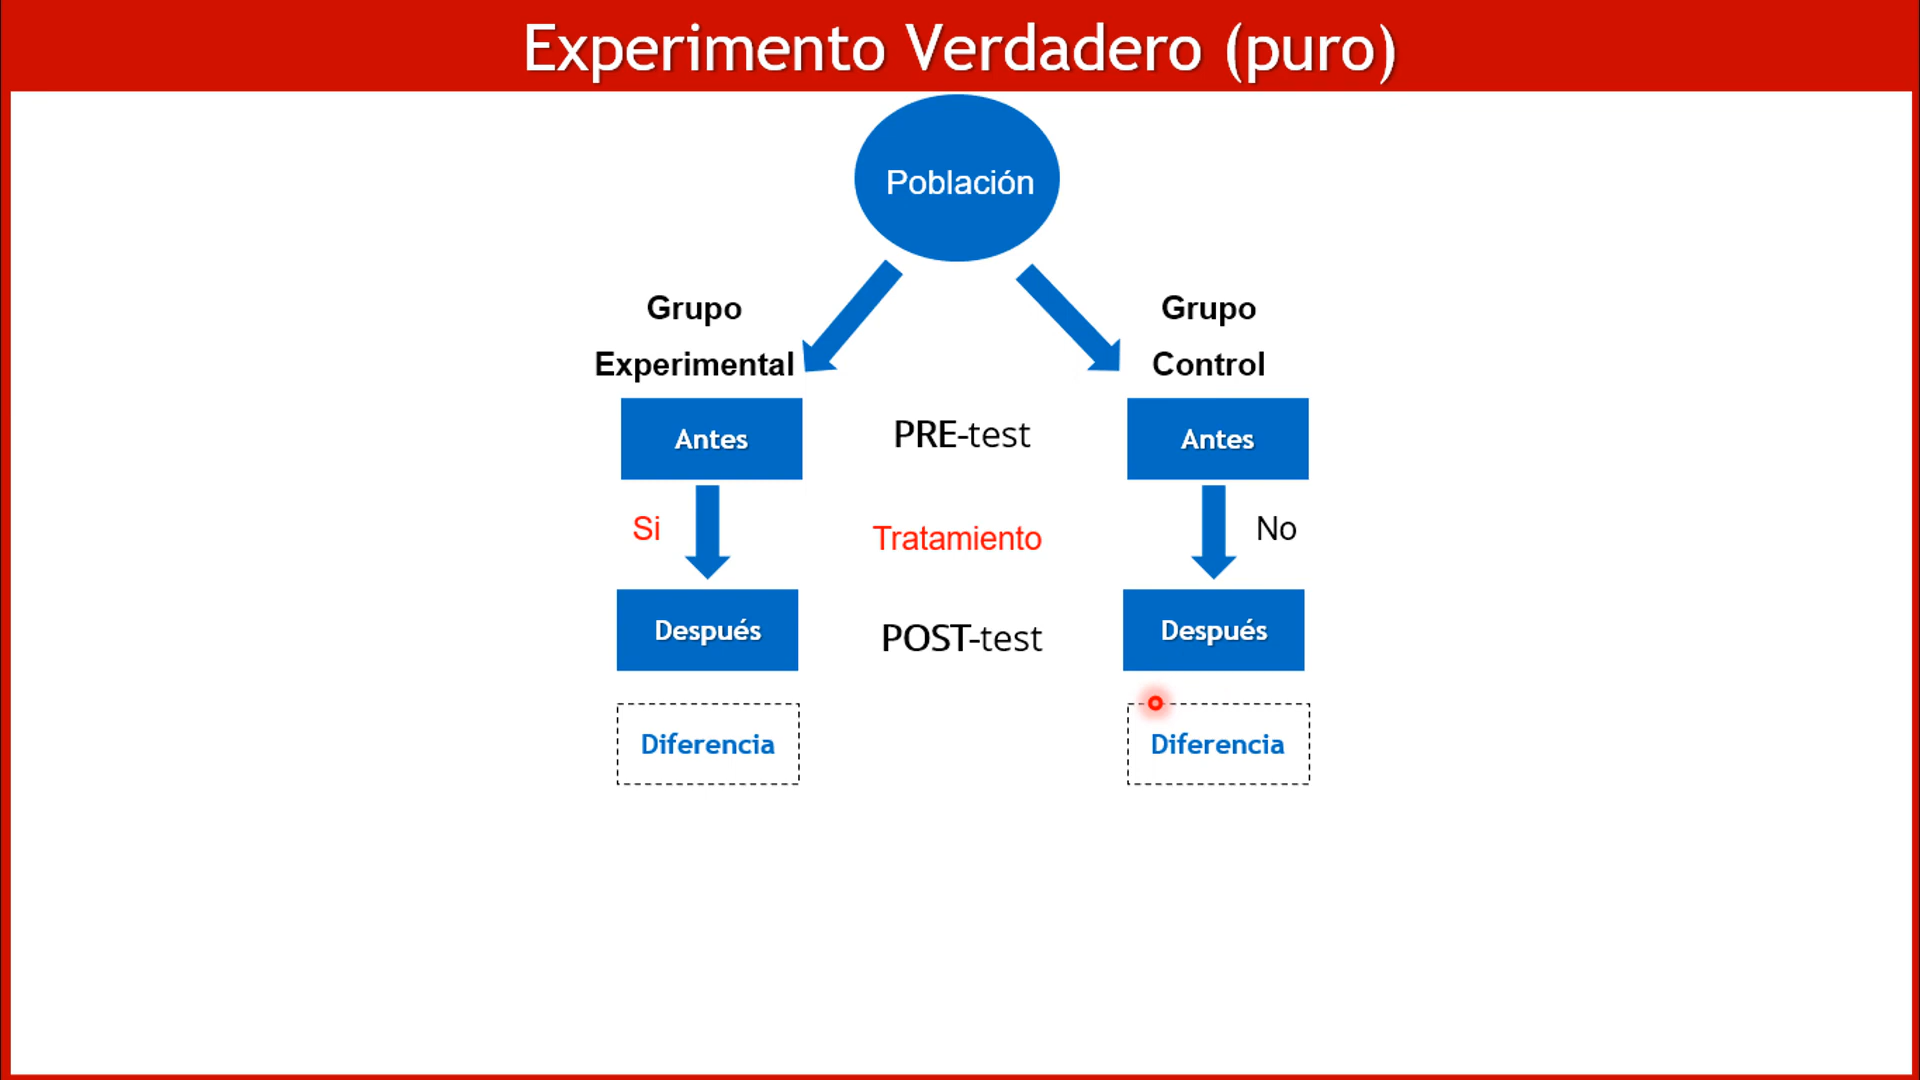 Experimento Verdadero (puro)
Población
Grupo
Experimental
Grupo
Control
Antes
PRE-test
Antes
Si
Tratamiento
No
Después
POST-test
Después
Diferencia
Diferencia